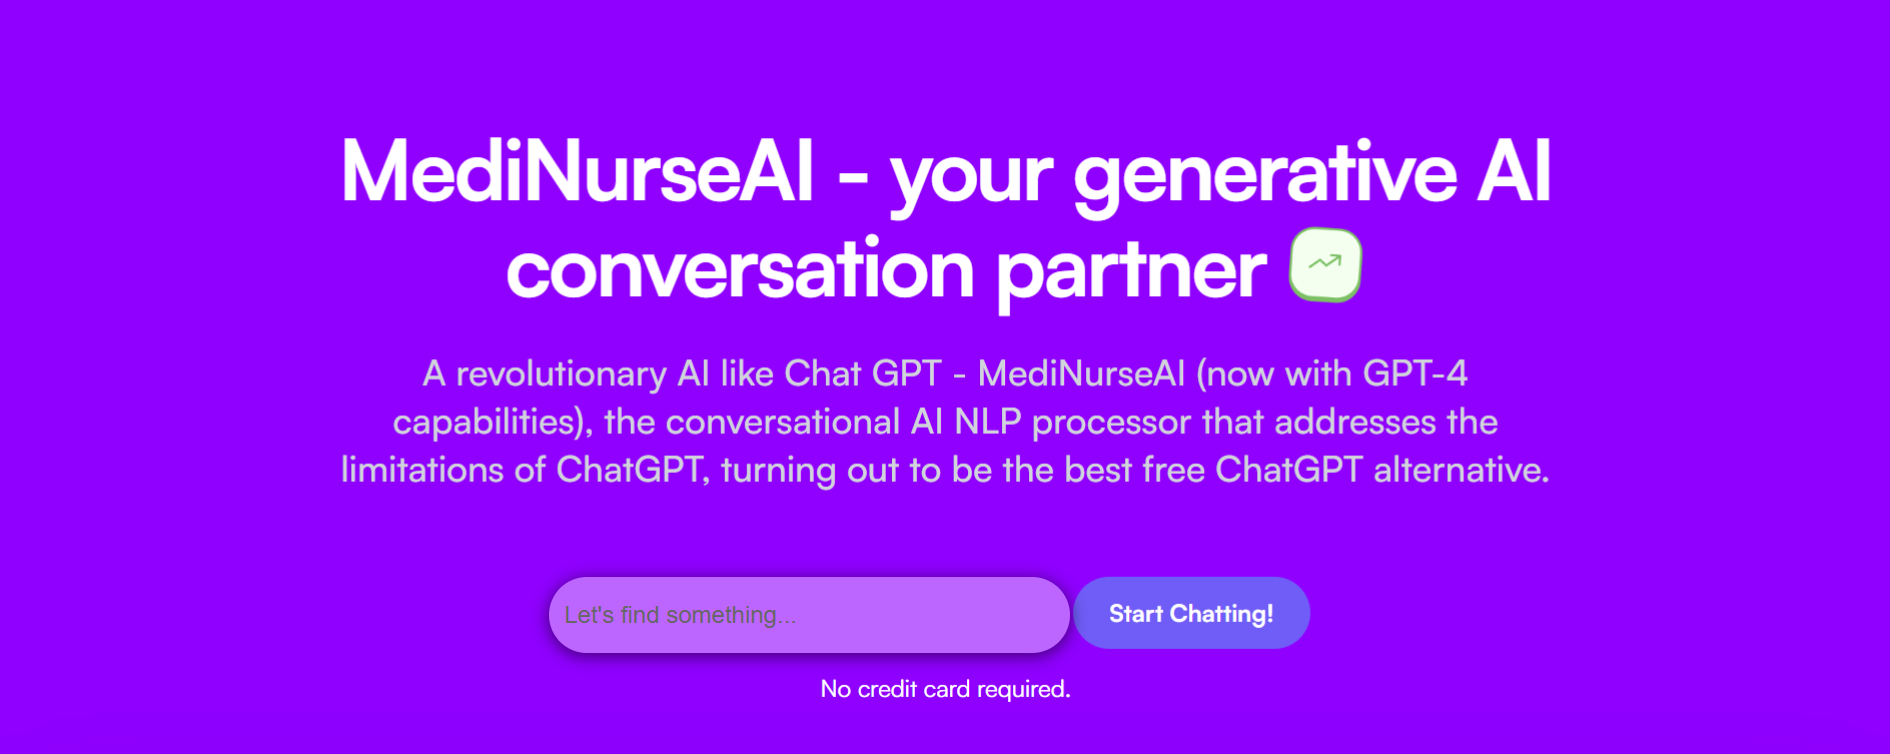 MediNurseAI - your generative AI
conversation partner
A revolutionary AI like Chat GPT - MediNurseAI (now with GPT-4
capabilities), the conversational AI NLP processor that addresses the
limitations of ChatGPT, turning out to be the best free ChatGPT alternative.
Let's find something...
Start Chatting!
No credit card required.